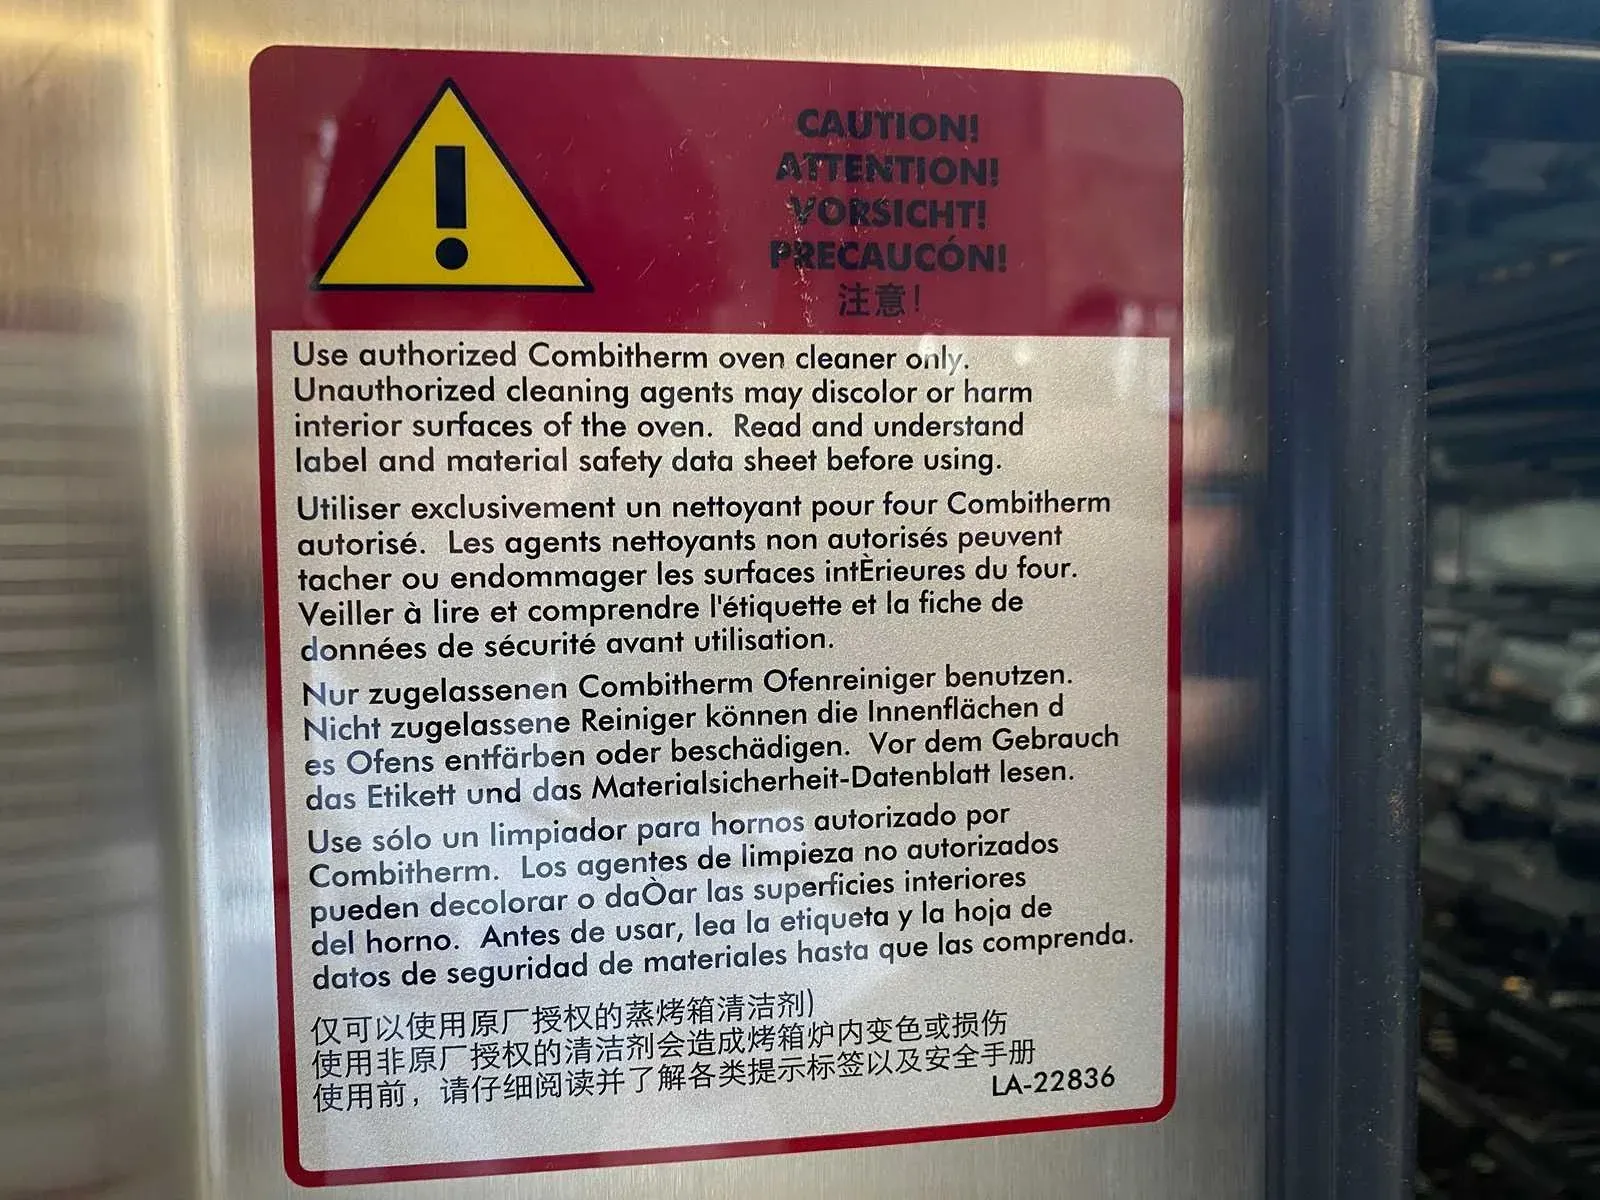 CAUTION!
ATTENTION!
VORSICHT!
PRECAUCÓN!
注意!
Use authorized Combitherm oven cleaner only.
Unauthorized cleaning agents may discolor or harm
interior surfaces of the oven. Read and understand
label and material safety data sheet before using.
Utiliser exclusivement un nettoyant pour four Combitherm
autorisé. Les agents nettoyants non autorisés peuvent
tacher ou endommager les surfaces intÈrieures du four.
Veiller à lire et comprendre l'étiquette et la fiche de
données de sécurité avant utilisation.
Nur zugelassenen Combitherm Ofenreiniger benutzen.
Nicht zugelassene Reiniger können die Innenflächen d
es Ofens entfärben oder beschädigen. Vor dem Gebrauch
das Etikett und das Materialsicherheit-Datenblatt lesen.
Use sólo un limpiador para hornos autorizado por
Combitherm. Los agentes de limpieza no autorizados
pueden decolorar o daÒar las superficies interiores
del horno. Antes de usar, lea la etiqueta y la hoja de
datos de seguridad de materiales hasta que las comprenda.
仅可以使用原厂授权的蒸烤箱清洁剂)
使用非原厂授权的清洁剂会造成烤箱炉内变色或损伤
使用前，请仔细阅读并了解各类提示标签以及安全手册
LA-22836